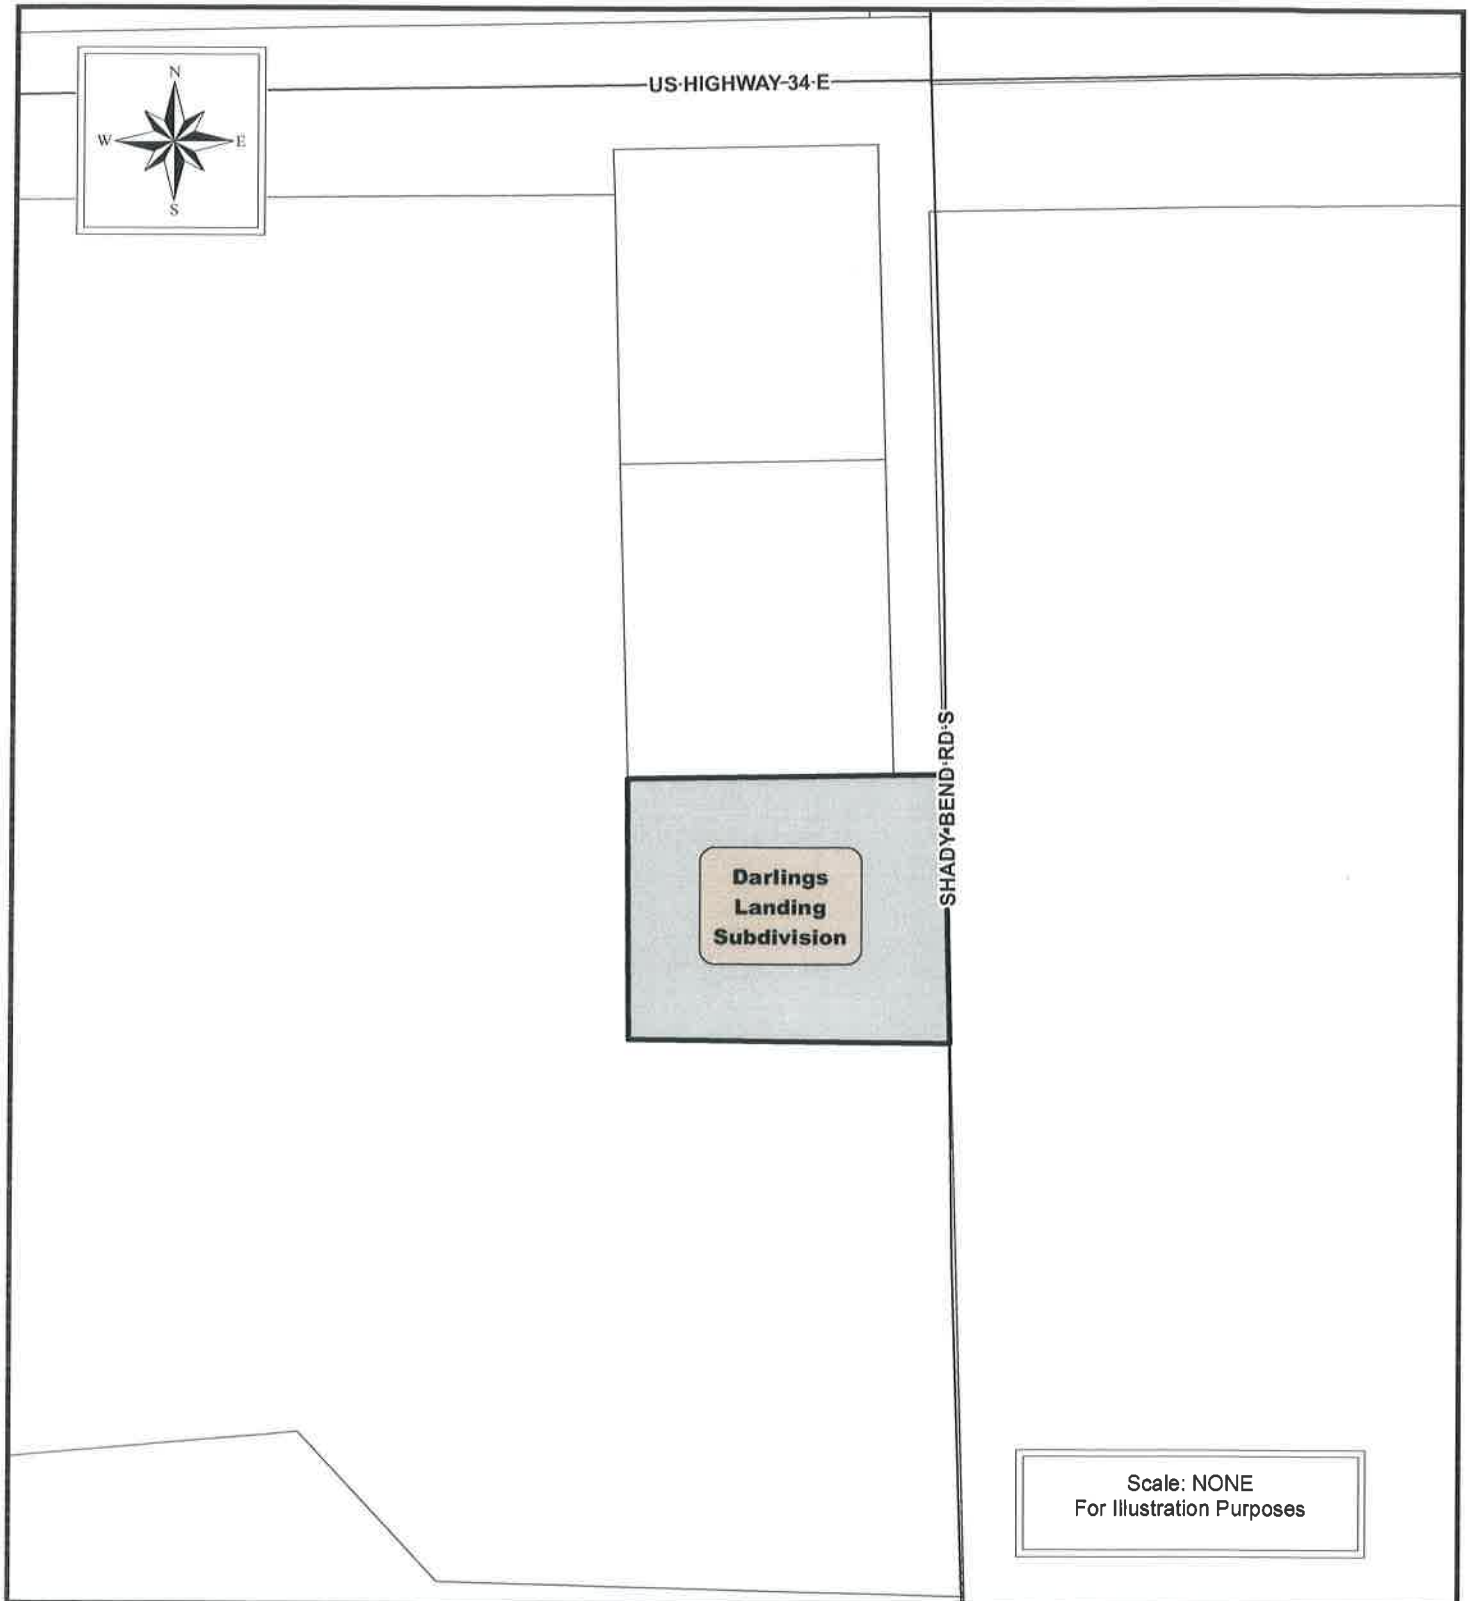 N
W E
S
US HIGHWAY 34 E
SHADY BEND RD S
Darlings
Landing
Subdivision
Scale: NONE
For Illustration Purposes